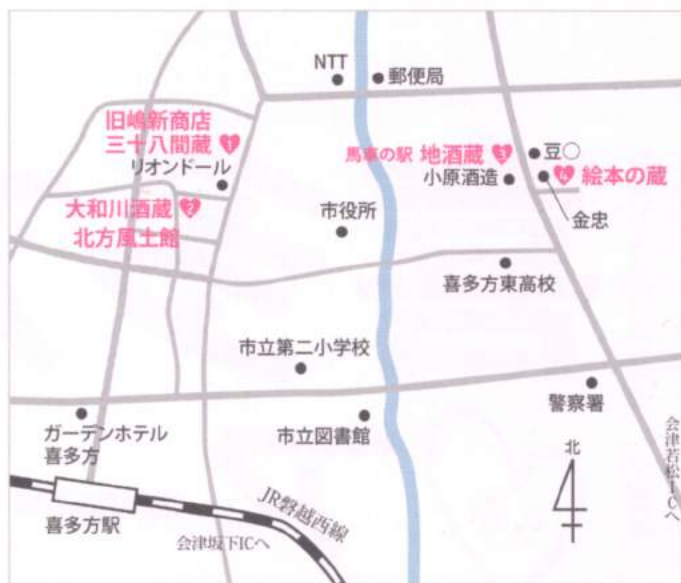 NTT
郵便局
旧嶋新商店
三十八間蔵 1
リオンドール
馬車の駅 地酒蔵 3
小原酒造
豆○
4 絵本の蔵
金忠
大和川酒蔵 2
北方風土館
市役所
喜多方東高校
市立第二小学校
警察署
ガーデンホテル
喜多方
市立図書館
会津若松ICへ
北
喜多方駅
JR磐越西線
会津坂下ICへ